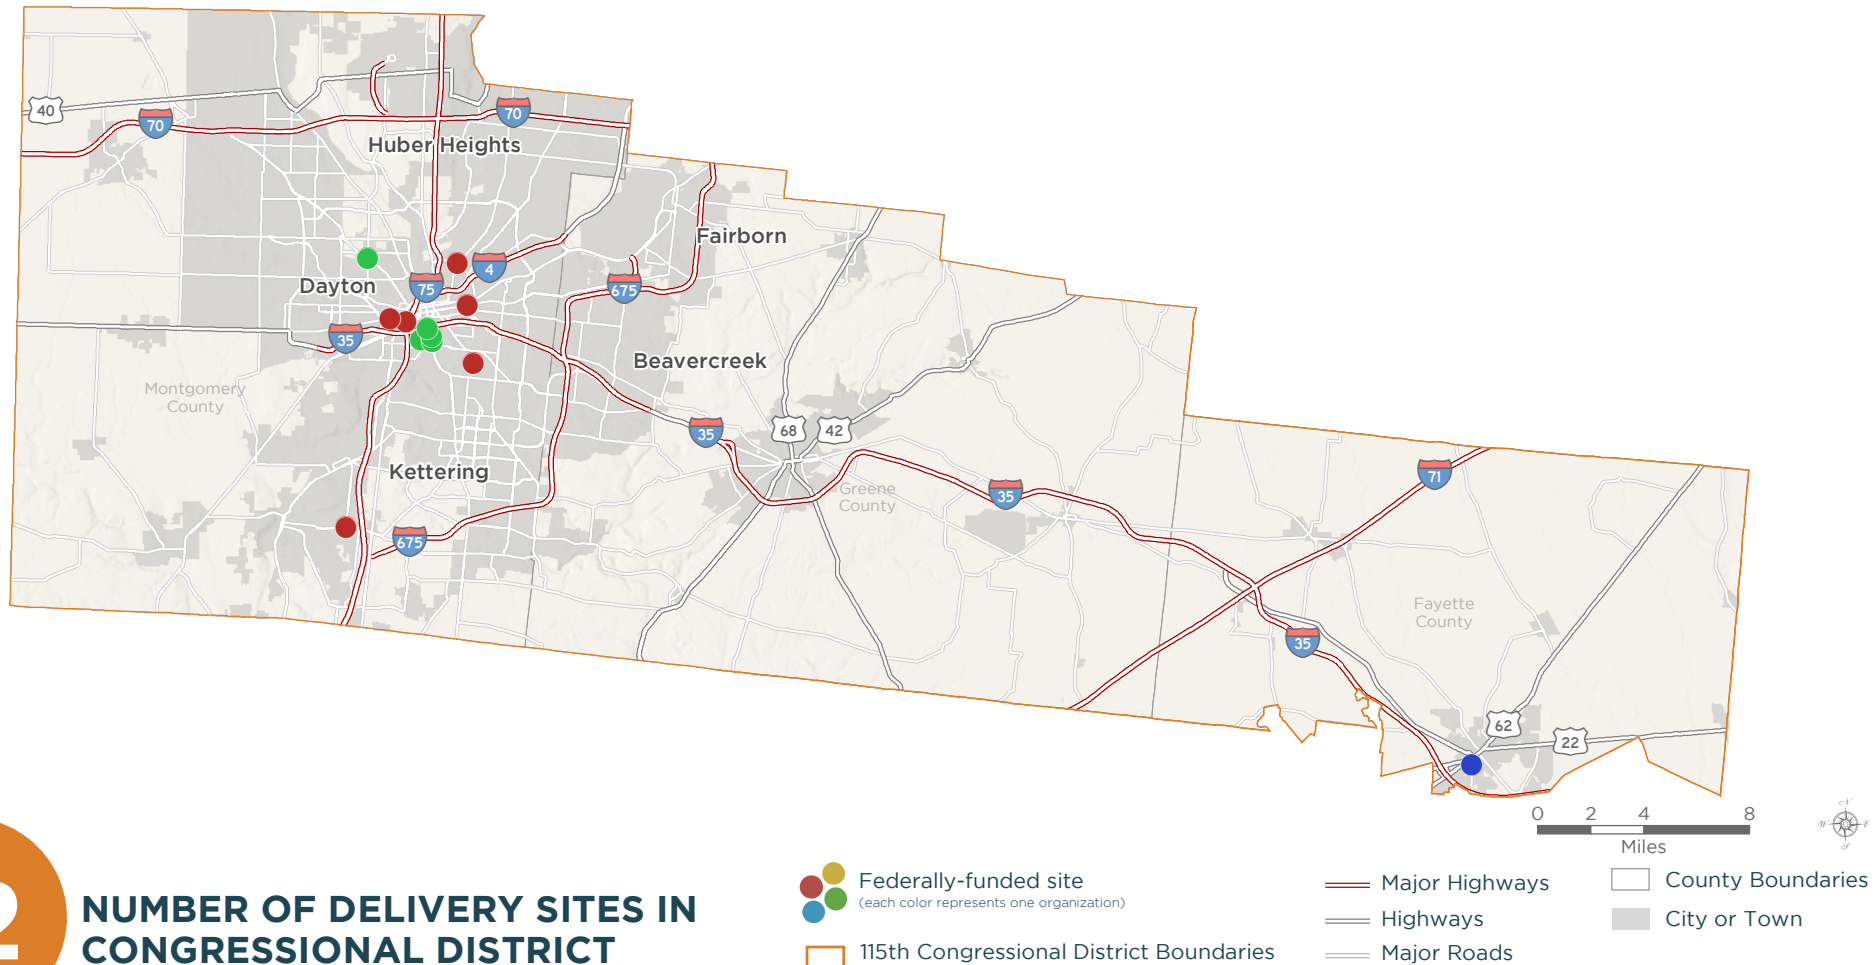 40
70
70
Huber Heights
Fairborn
4
Dayton
75
675
35
Beavercreek
Montgomery
County
68
42
35
Kettering
71
Greene
County
35
675
Fayette
County
35
62
22
0 2 4 8
Miles
N
W E
S
2
NUMBER OF DELIVERY SITES IN
CONGRESSIONAL DISTRICT
Federally-funded site
(each color represents one organization)
115th Congressional District Boundaries
Major Highways
Highways
Major Roads
County Boundaries
City or Town